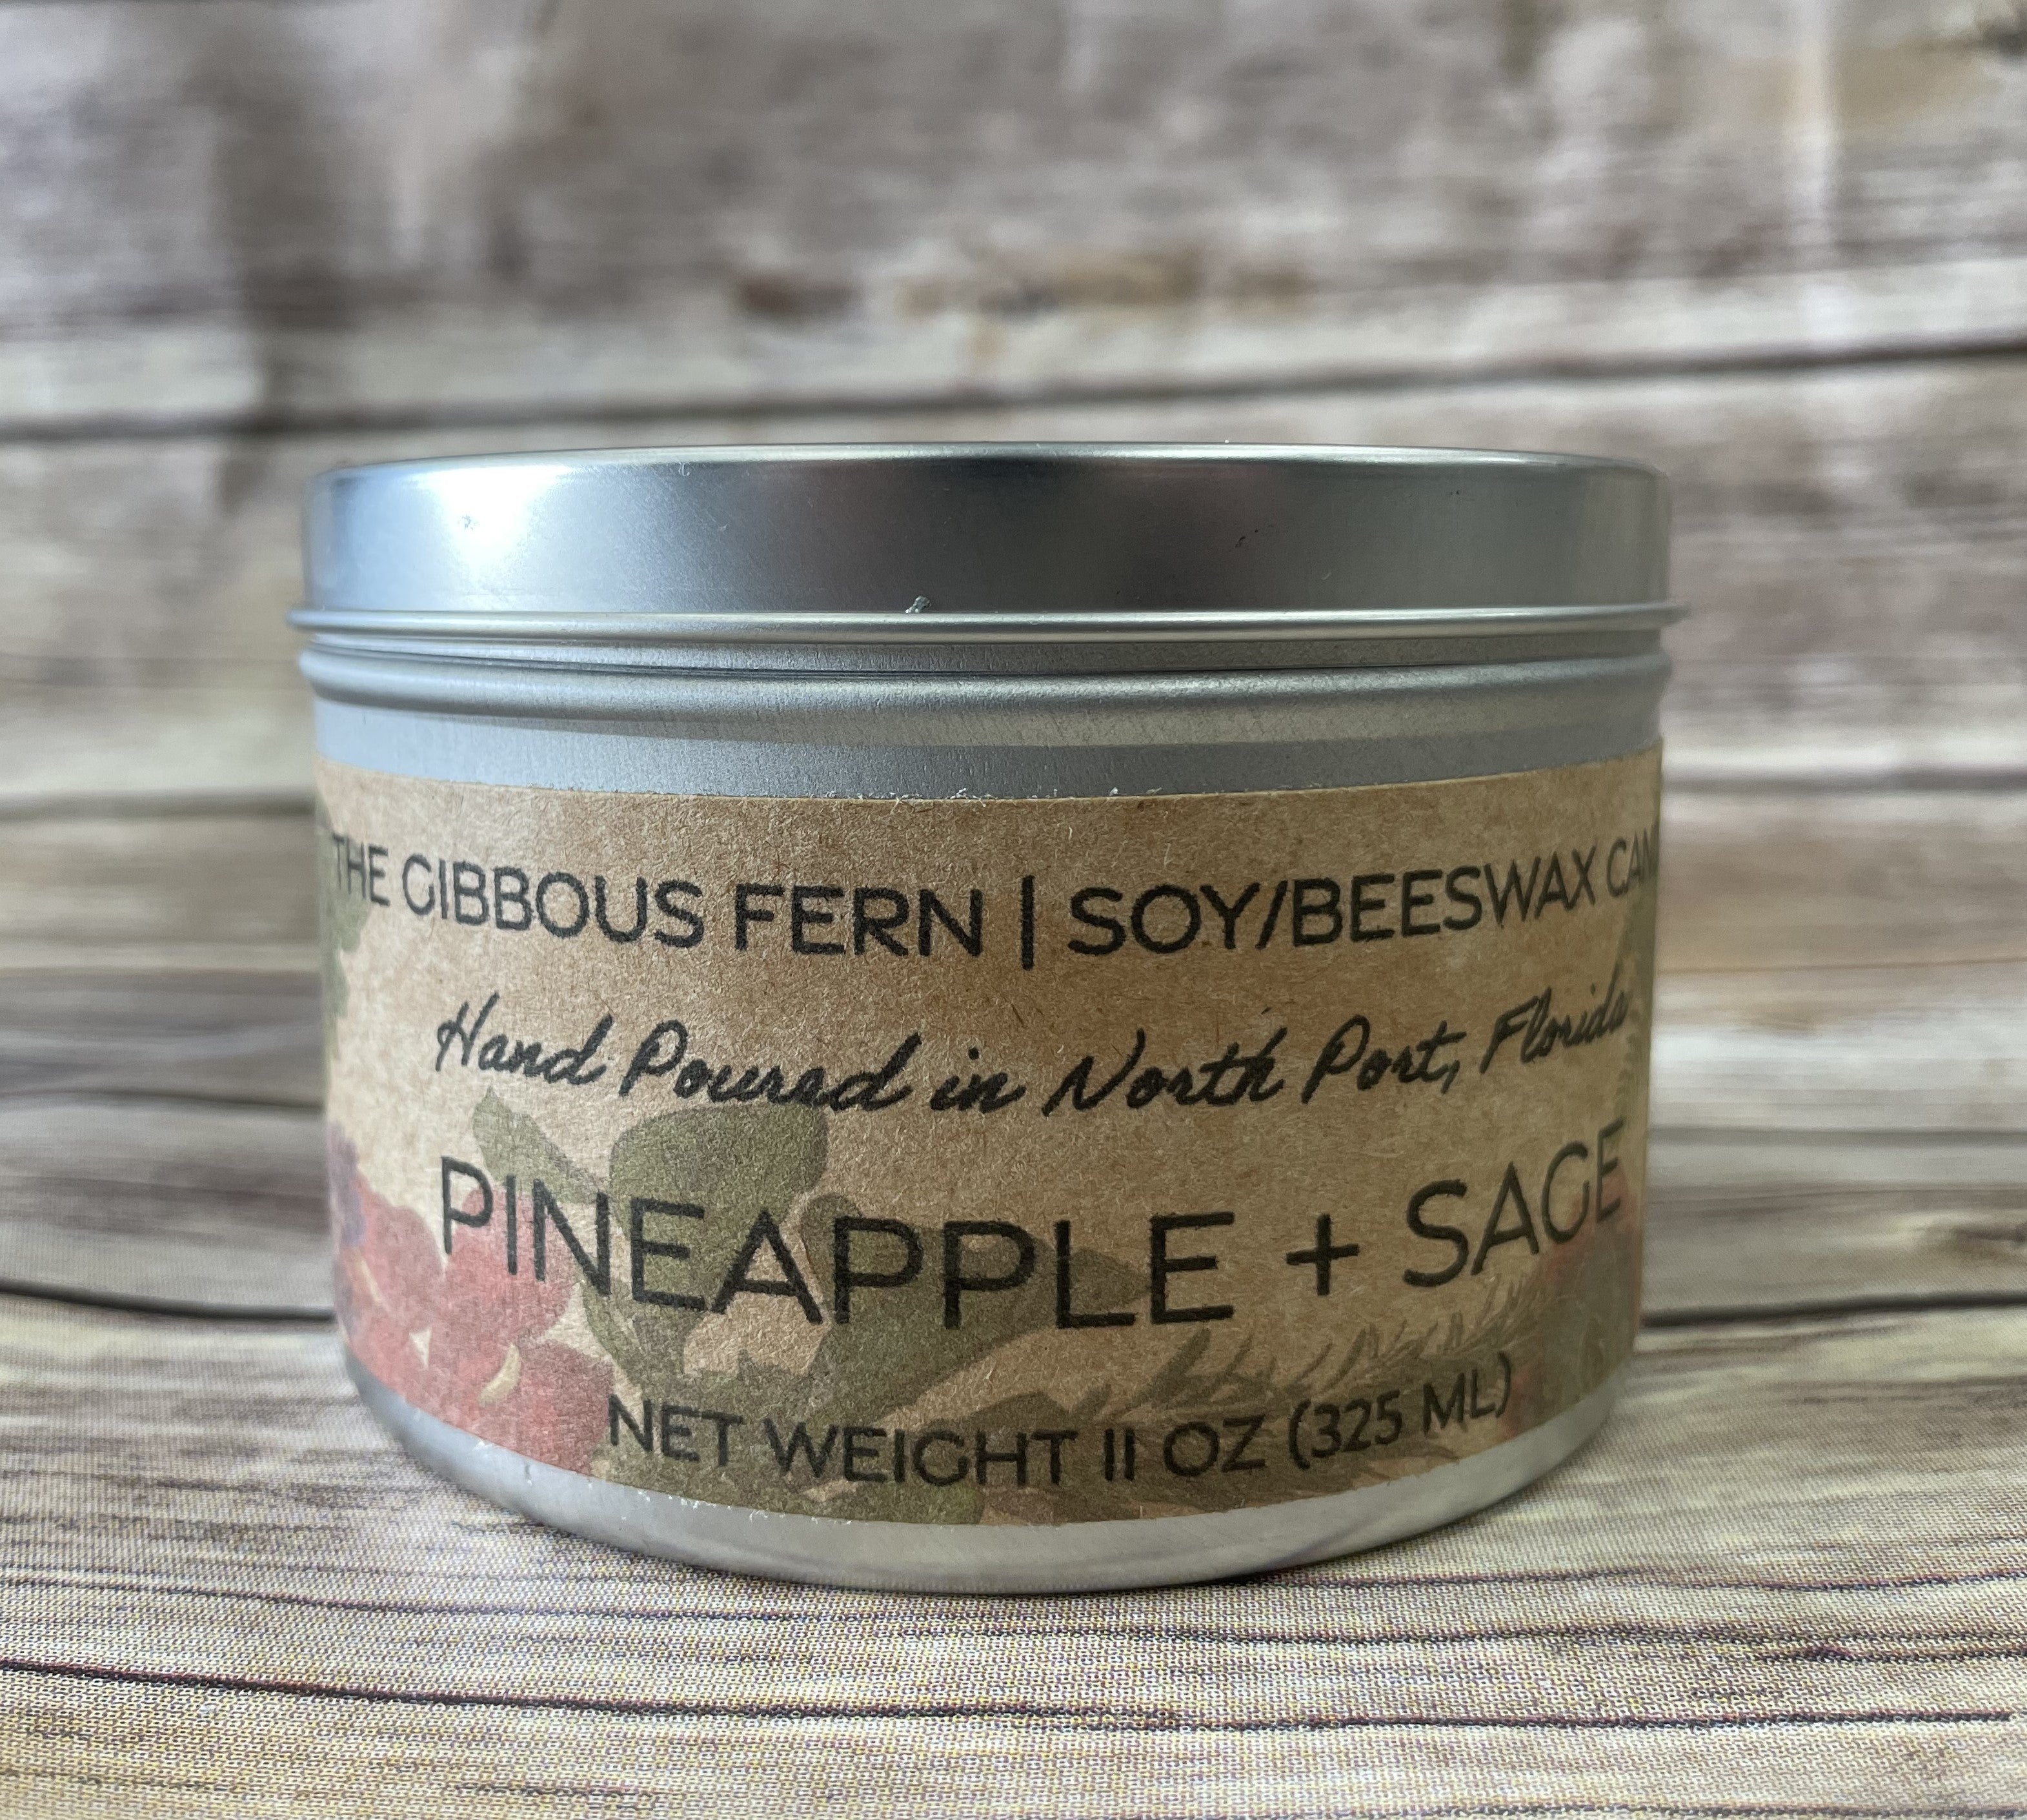 THE GIBBOUS FERN | SOY/BEESWAX CAN
Hand Poured in North Port, Florida
PINEAPPLE + SAGE
NET WEIGHT 11 OZ (325 ML)